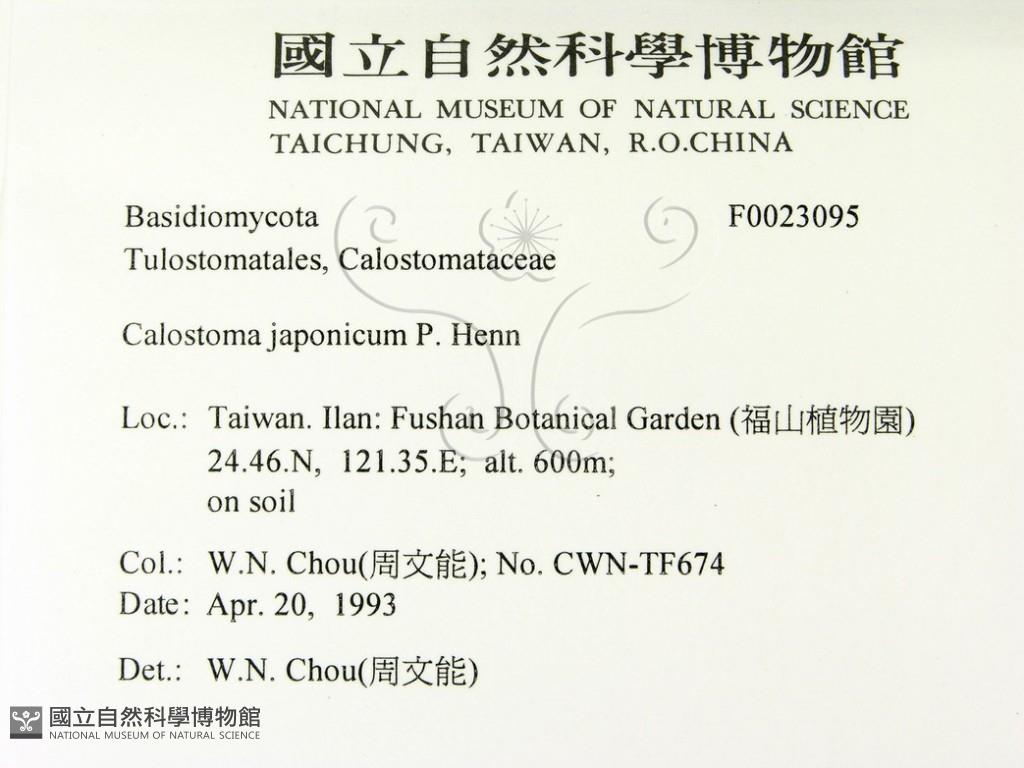 國立自然科學博物館
NATIONAL MUSEUM OF NATURAL SCIENCE
TAICHUNG, TAIWAN, R.O.CHINA
Basidiomycota F0023095
Tulostomatales, Calostomataceae
Calostoma japonicum P. Henn
Loc.: Taiwan. Ilan: Fushan Botanical Garden (福山植物園)
24.46.N, 121.35.E; alt. 600m;
on soil
Col.: W.N. Chou(周文能); No. CWN-TF674
Date: Apr. 20, 1993
Det.: W.N. Chou(周文能)
國立自然科學博物館
NATIONAL MUSEUM OF NATURAL SCIENCE